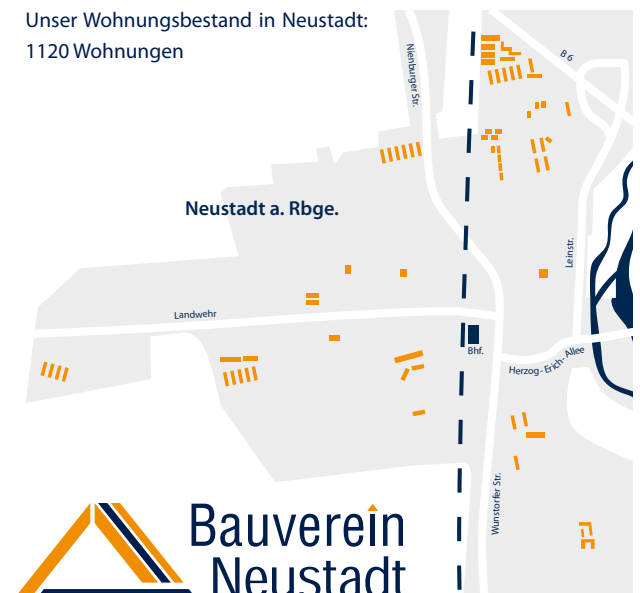 Unser Wohnungsbestand in Neustadt:
1120 Wohnungen
Nienburger Str.
B 6
Neustadt a. Rbge.
Leinstr.
Landwehr
Bhf.
Herzog-Erich-Allee
Wunstorfer Str.
Bauverein
Neustadt